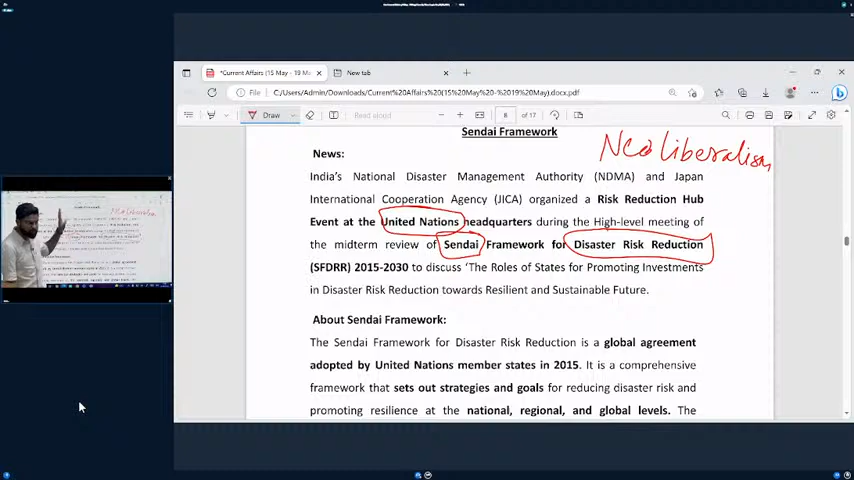 *Current Affairs (15 May - 19 M
New tab
File
C:/Users/Admin/Downloads/Current%20Affairs%20(15%20May%20-%2019%20May).docx.pdf
Draw
Read aloud
8 of 17
Sendai Framework
Neoliberalism
News:
India's National Disaster Management Authority (NDMA) and Japan
International Cooperation Agency (JICA) organized a Risk Reduction Hub
Event at the United Nations headquarters during the High-level meeting of
the midterm review of Sendai Framework for Disaster Risk Reduction
(SFDRR) 2015-2030 to discuss 'The Roles of States for Promoting Investments
in Disaster Risk Reduction towards Resilient and Sustainable Future.
About Sendai Framework:
The Sendai Framework for Disaster Risk Reduction is a global agreement
adopted by United Nations member states in 2015. It is a comprehensive
framework that sets out strategies and goals for reducing disaster risk and
promoting resilience at the national, regional, and global levels. The